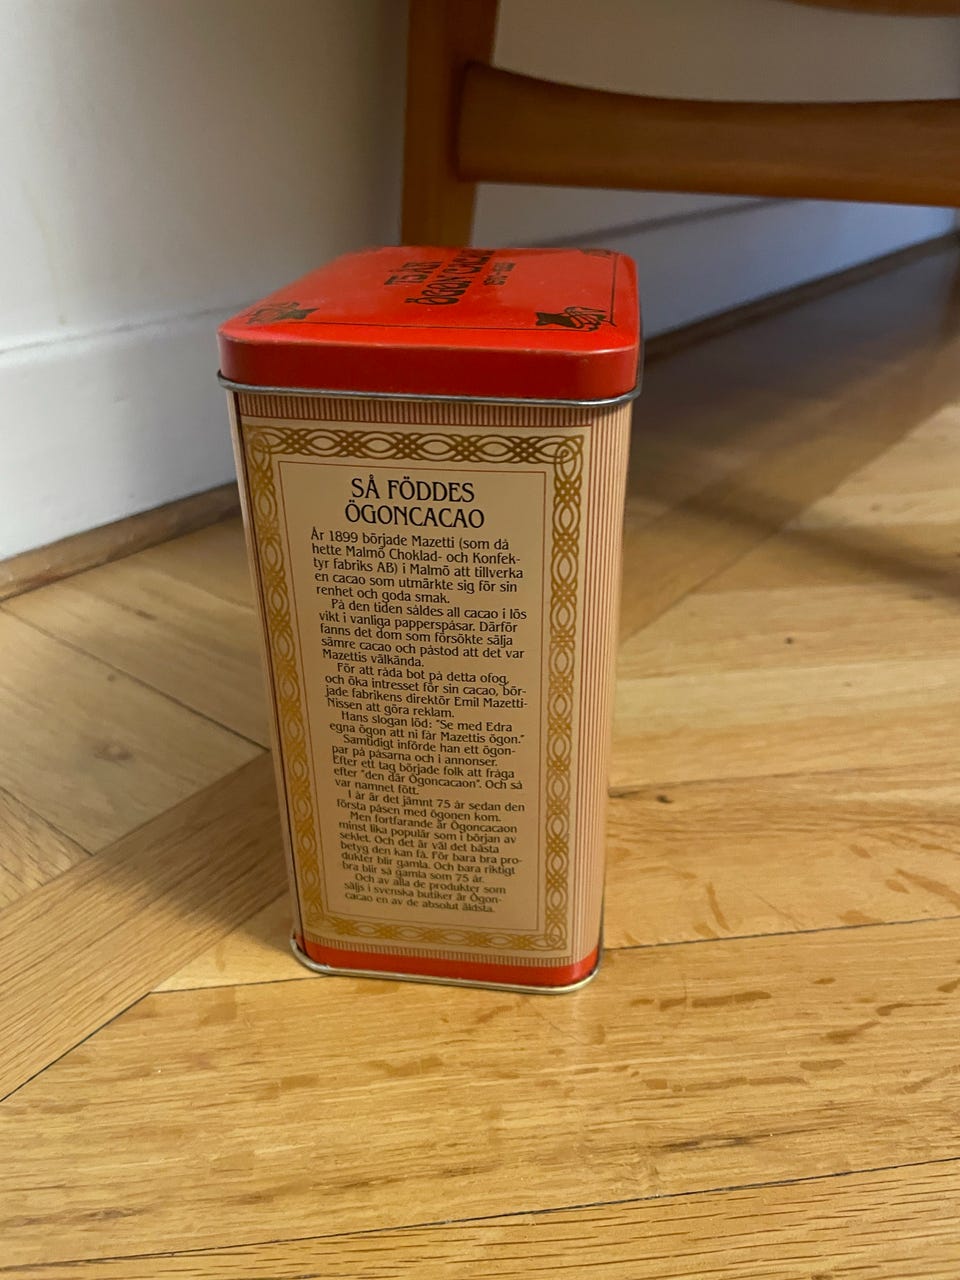 75 ÅR
ÖGON CACAO
SÅ FÖDDES
ÖGONCACAO
År 1899 började Mazetti (som då
hette Malmö Choklad- och Konfek-
tyr fabriks AB) i Malmö att tillverka
en cacao som utmärkte sig för sin
renhet och goda smak.
På den tiden såldes all cacao i lös
vikt i vanliga papperspåsar. Därför
fanns det dom som försökte sälja
sämre cacao och påstod att det var
Mazettis välkända.
För att råda bot på detta ofog,
och öka intresset för sin cacao, bör-
jade fabrikens direktör Emil Mazetti-
Nissen att göra reklam.
Hans slogan löd: "Se med Edra
egna ögon att ni får Mazettis ögon."
Samtidigt införde han ett ögon-
par på påsarna och i annonser.
Efter ett tag började folk att fråga
efter "den där Ögoncacaon". Och så
var namnet fött.
I år är det jämnt 75 år sedan den
första påsen med ögonen kom.
Men fortfarande är Ögoncacaon
minst lika populär som i början av
seklet. Och det är väl det bästa
betyg den kan få. För bara bra pro-
dukter blir gamla. Och bara riktigt
bra blir så gamla som 75 år.
Och av alla de produkter som
säljs i svenska butiker är Ögon-
cacao en av de absolut äldsta.